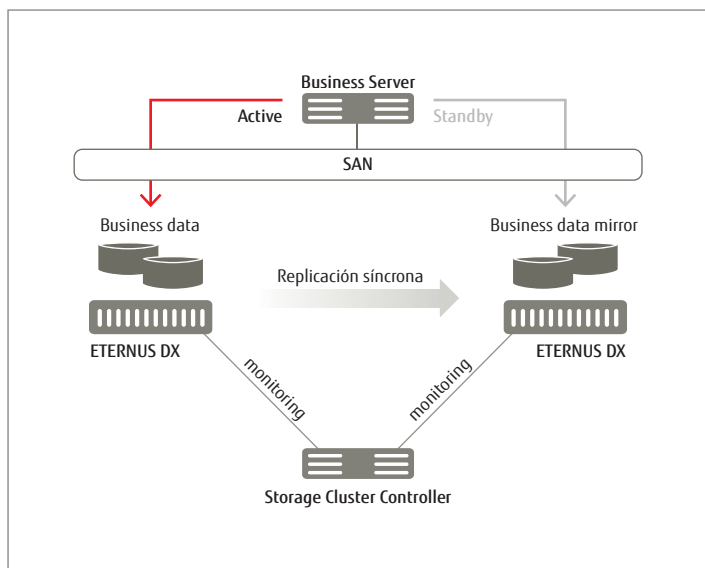 Business Server
Active
Standby
SAN
Business data
Business data mirror
Replicación síncrona
ETERNUS DX
ETERNUS DX
monitoring
monitoring
Storage Cluster Controller